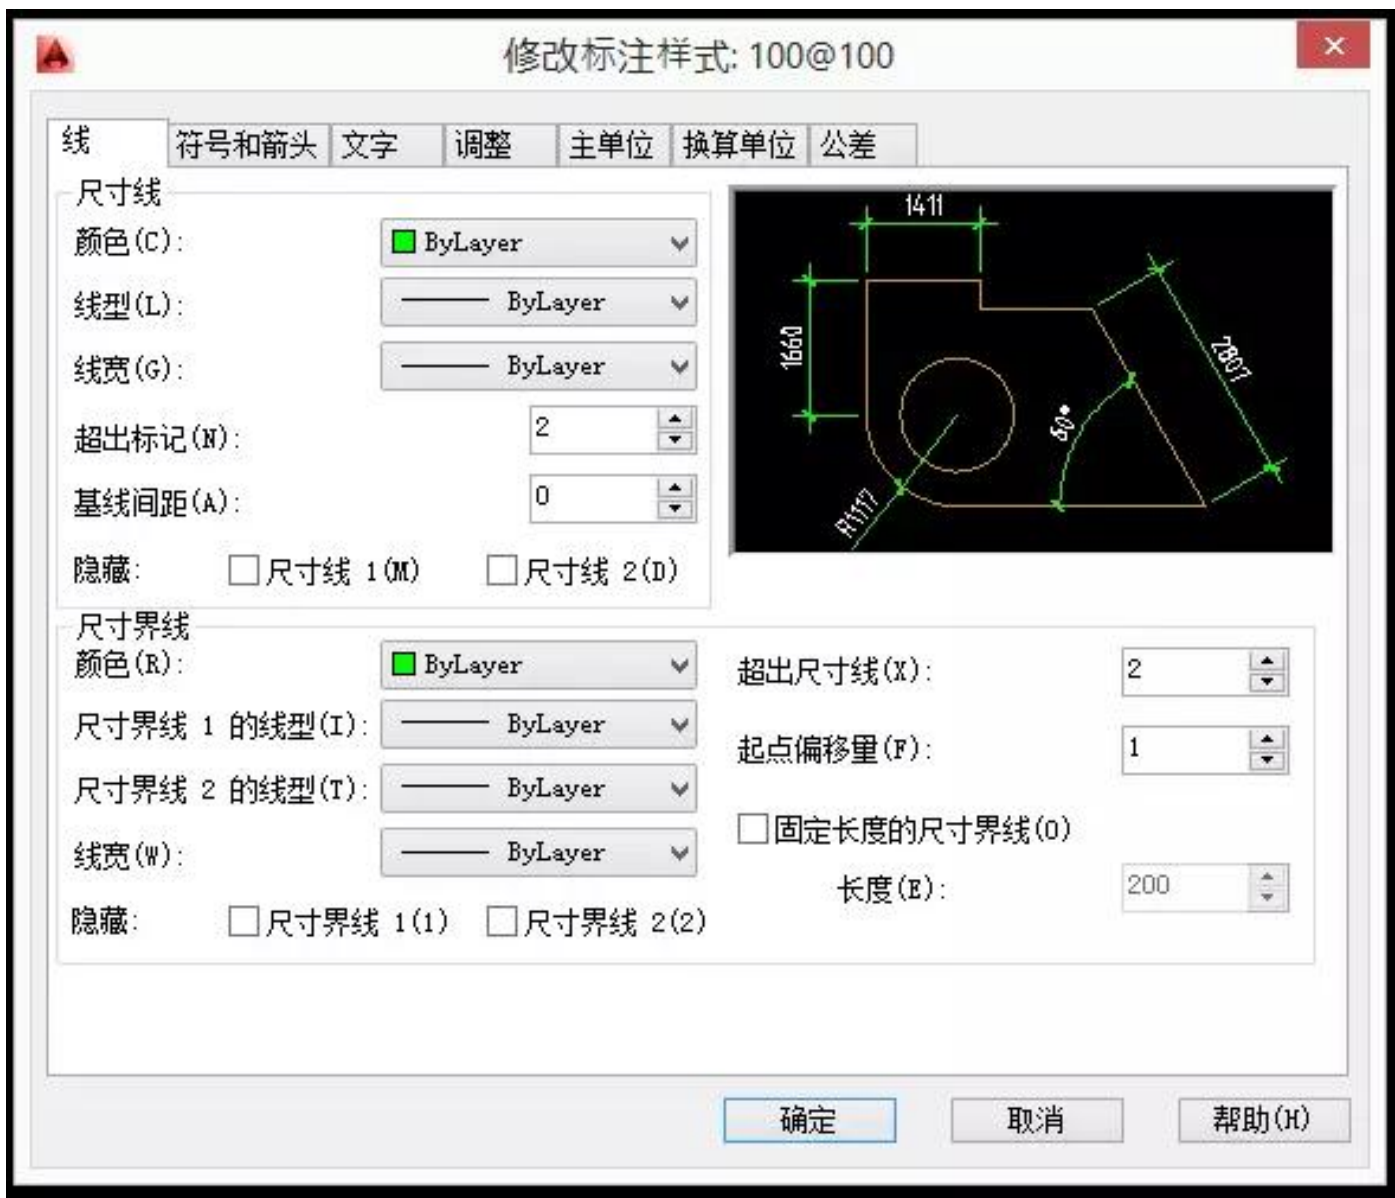 修改标注样式: 100@100
线 符号和箭头 文字 调整 主单位 换算单位 公差
尺寸线
颜色(C): ByLayer
线型(L): ByLayer
线宽(G): ByLayer
超出标记(N): 2
基线间距(A): 0
隐藏: 尺寸线 1(M) 尺寸线 2(D)
1411
1660
2807
60°
R1117
尺寸界线
颜色(R): ByLayer
尺寸界线 1 的线型(I): ByLayer
尺寸界线 2 的线型(T): ByLayer
线宽(W): ByLayer
隐藏: 尺寸界线 1(1) 尺寸界线 2(2)
超出尺寸线(X): 2
起点偏移量(F): 1
固定长度的尺寸界线(O)
长度(E): 200
确定 取消 帮助(H)